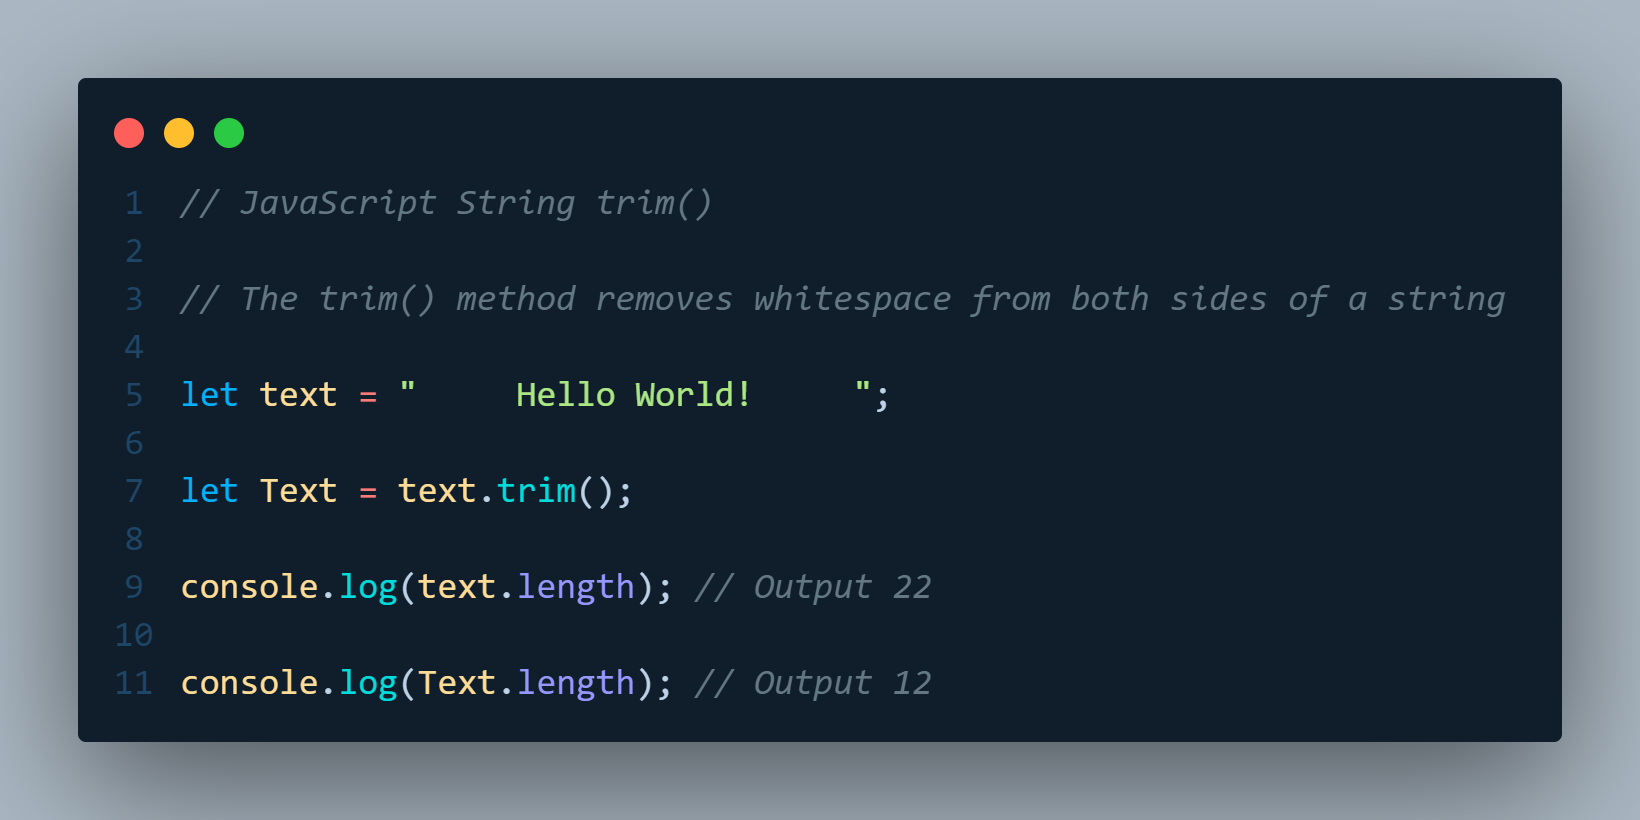 1 // JavaScript String trim()
2
3 // The trim() method removes whitespace from both sides of a string
4
5 let text = "     Hello World!     ";
6
7 let Text = text.trim();
8
9 console.log(text.length); // Output 22
10
11 console.log(Text.length); // Output 12